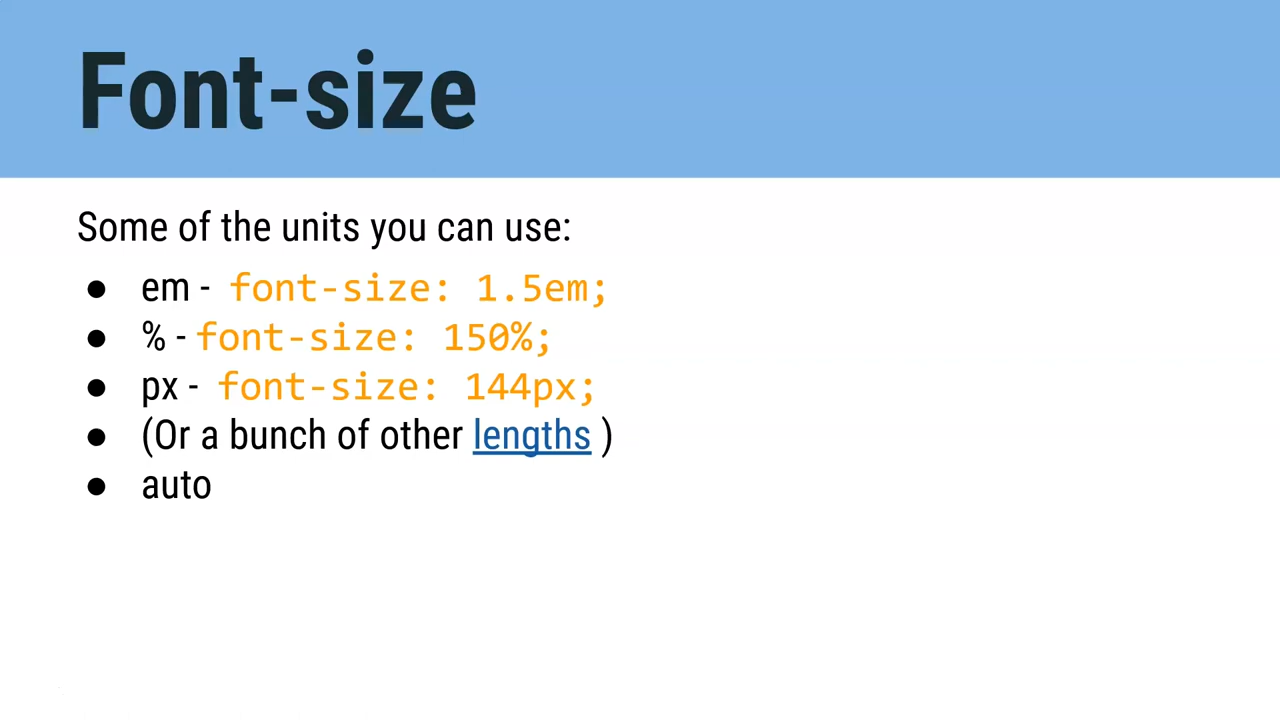 Font-size
Some of the units you can use:
● em - font-size: 1.5em;
● % - font-size: 150%;
● px - font-size: 144px;
● (Or a bunch of other lengths )
● auto